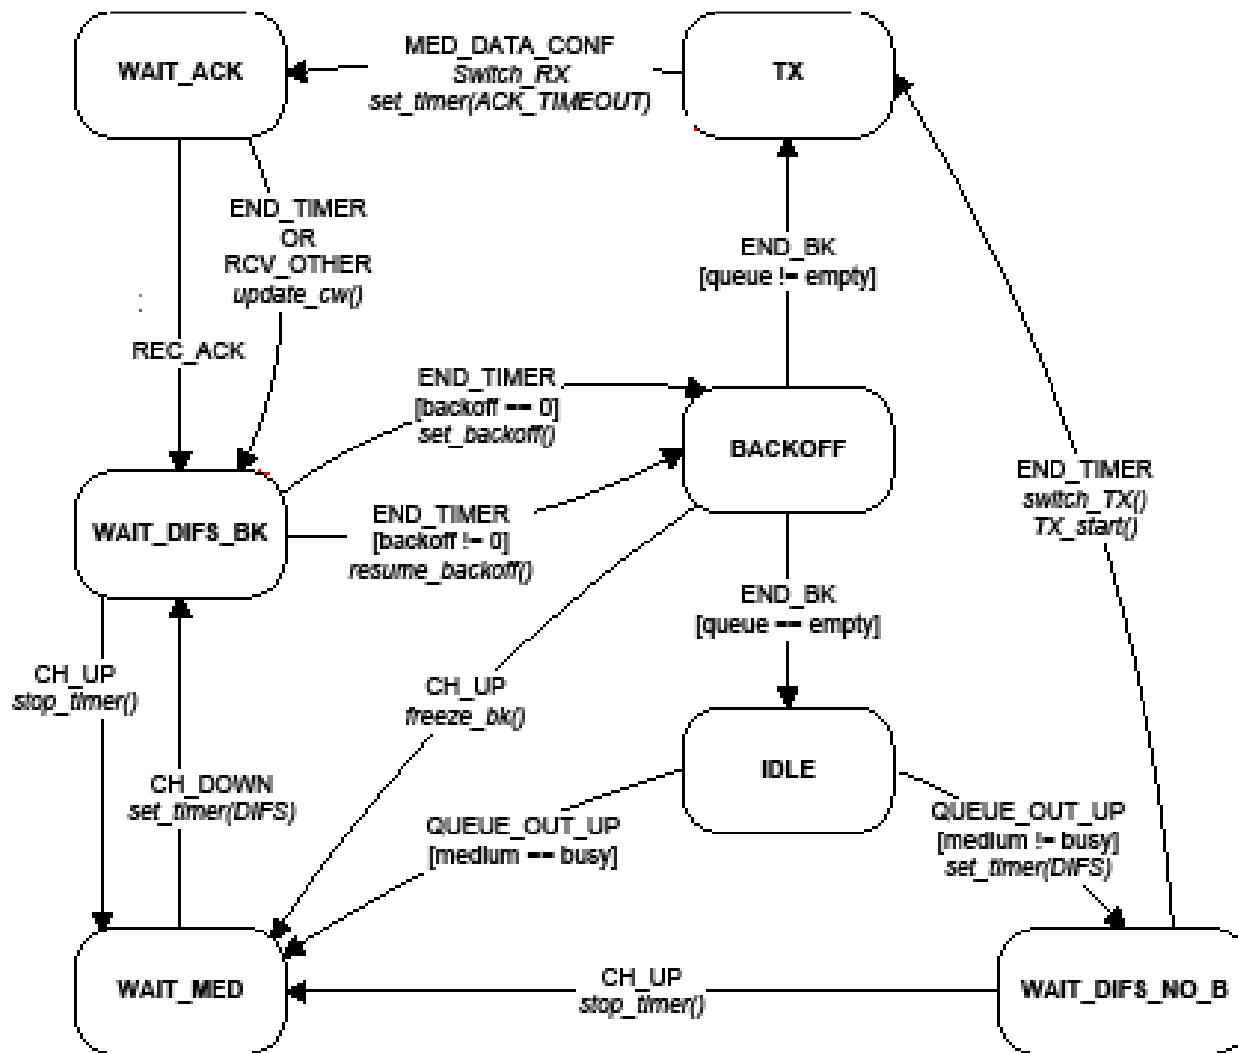 WAIT_ACK
MED_DATA_CONF
Switch_RX
set_timer(ACK_TIMEOUT)
TX
END_TIMER
OR
RCV_OTHER
update_cw()
REC_ACK
END_BK
[queue != empty]
END_TIMER
[backoff == 0]
set_backoff()
BACKOFF
WAIT_DIFS_BK
END_TIMER
[backoff != 0]
resume_backoff()
END_TIMER
switch_TX()
TX_start()
END_BK
[queue == empty]
CH_UP
stop_timer()
CH_UP
freeze_bk()
CH_DOWN
set_timer(DIFS)
IDLE
QUEUE_OUT_UP
[medium == busy]
QUEUE_OUT_UP
[medium != busy]
set_timer(DIFS)
WAIT_MED
CH_UP
stop_timer()
WAIT_DIFS_NO_B